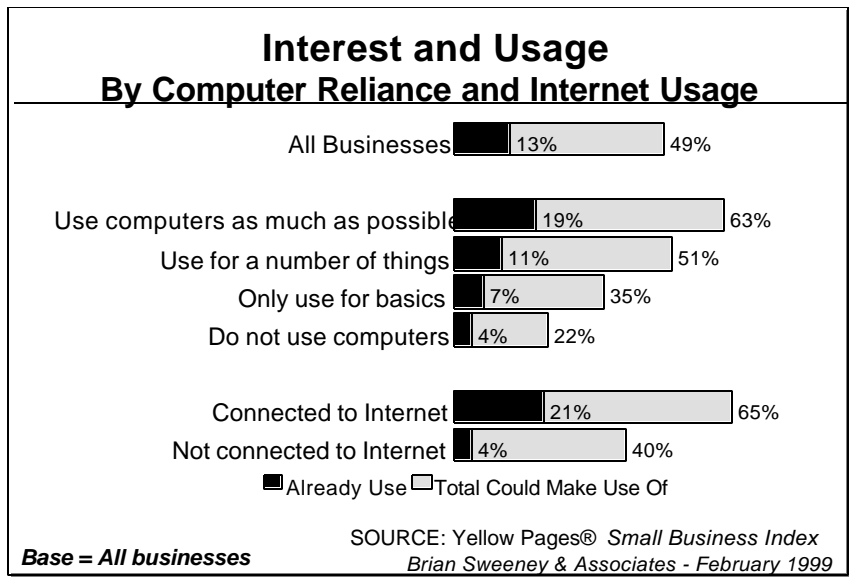 Interest and Usage
By Computer Reliance and Internet Usage
All Businesses 13% 49%
Use computers as much as possible 19% 63%
Use for a number of things 11% 51%
Only use for basics 7% 35%
Do not use computers 4% 22%
Connected to Internet 21% 65%
Not connected to Internet 4% 40%
Already Use Total Could Make Use Of
SOURCE: Yellow Pages® Small Business Index
Base = All businesses Brian Sweeney & Associates - February 1999